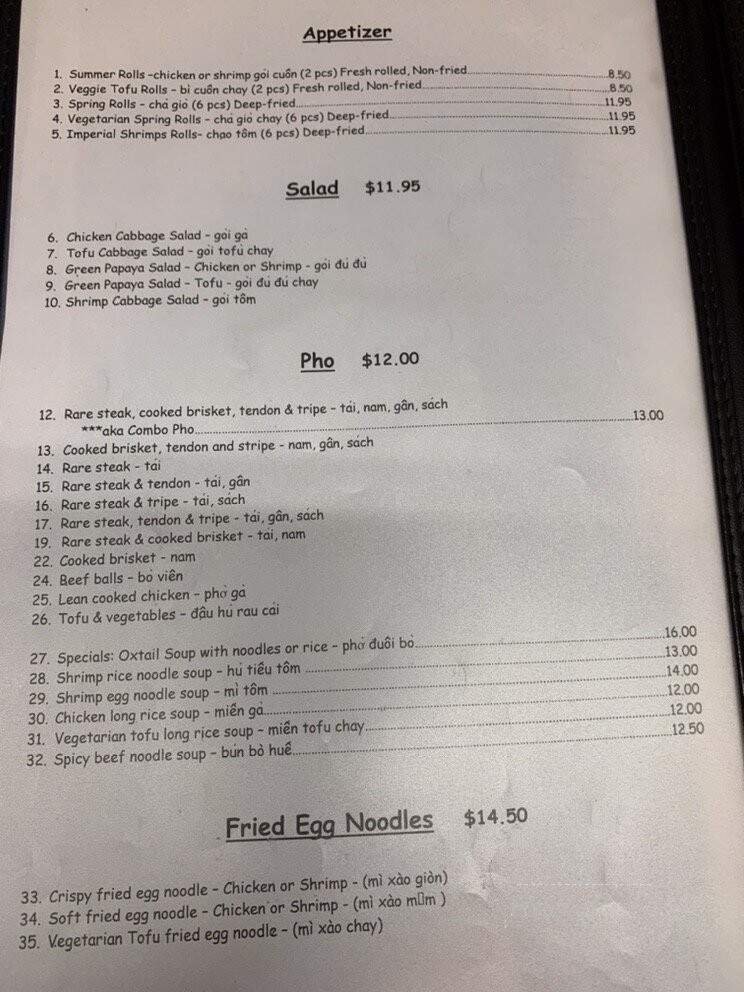 Appetizer
1. Summer Rolls -chicken or shrimp gỏi cuốn (2 pcs) Fresh rolled, Non-fried.....8.50
2. Veggie Tofu Rolls - bì cuốn chay (2 pcs) Fresh rolled, Non-fried.....8.50
3. Spring Rolls - chả giò (6 pcs) Deep-fried.....11.95
4. Vegetarian Spring Rolls - chả giò chay (6 pcs) Deep-fried.....11.95
5. Imperial Shrimps Rolls- chạo tôm (6 pcs) Deep-fried.....11.95
Salad $11.95
6. Chicken Cabbage Salad - gỏi gà
7. Tofu Cabbage Salad - gỏi tofu chay
8. Green Papaya Salad - Chicken or Shrimp - gỏi đu đủ
9. Green Papaya Salad - Tofu - gỏi đu đủ chay
10. Shrimp Cabbage Salad - gỏi tôm
Pho $12.00
12. Rare steak, cooked brisket, tendon & tripe - tái, nam, gân, sách
***aka Combo Pho.....13.00
13. Cooked brisket, tendon and stripe - nam, gân, sách
14. Rare steak - tái
15. Rare steak & tendon - tái, gân
16. Rare steak & tripe - tái, sách
17. Rare steak, tendon & tripe - tái, gân, sách
19. Rare steak & cooked brisket - tái, nam
22. Cooked brisket - nam
24. Beef balls - bò viên
25. Lean cooked chicken - phở gà
26. Tofu & vegetables - đậu hủ rau cải
27. Specials: Oxtail Soup with noodles or rice - phở đuôi bò.....16.00
28. Shrimp rice noodle soup - hủ tiếu tôm.....13.00
29. Shrimp egg noodle soup - mì tôm.....14.00
30. Chicken long rice soup - miến gà.....12.00
31. Vegetarian tofu long rice soup - miến tofu chay.....12.00
32. Spicy beef noodle soup - bún bò huế.....12.50
Fried Egg Noodles $14.50
33. Crispy fried egg noodle - Chicken or Shrimp - (mì xào giòn)
34. Soft fried egg noodle - Chicken or Shrimp - (mì xào m▯m )
35. Vegetarian Tofu fried egg noodle - (mì xào chay)